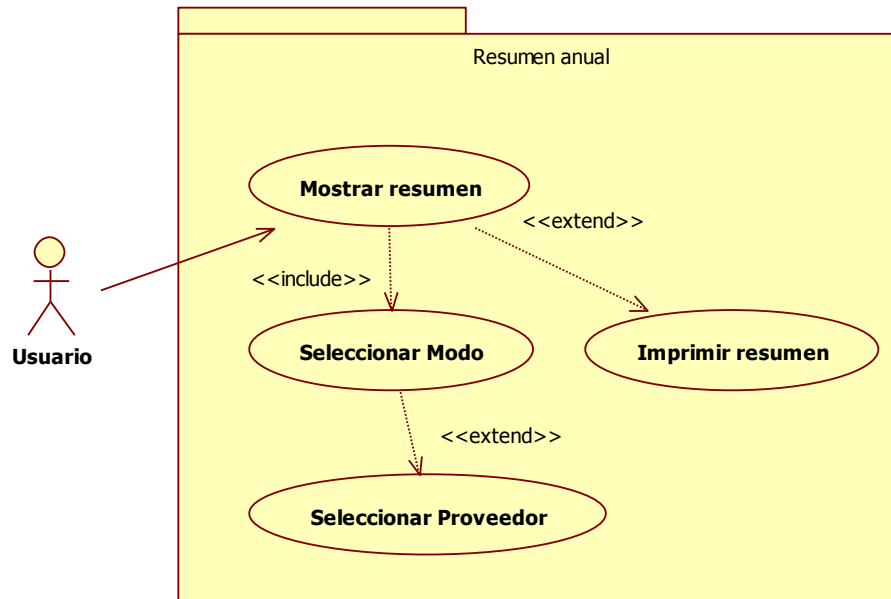 Resumen anual
Mostrar resumen
<<extend>>
<<include>>
Usuario
Seleccionar Modo
Imprimir resumen
<<extend>>
Seleccionar Proveedor